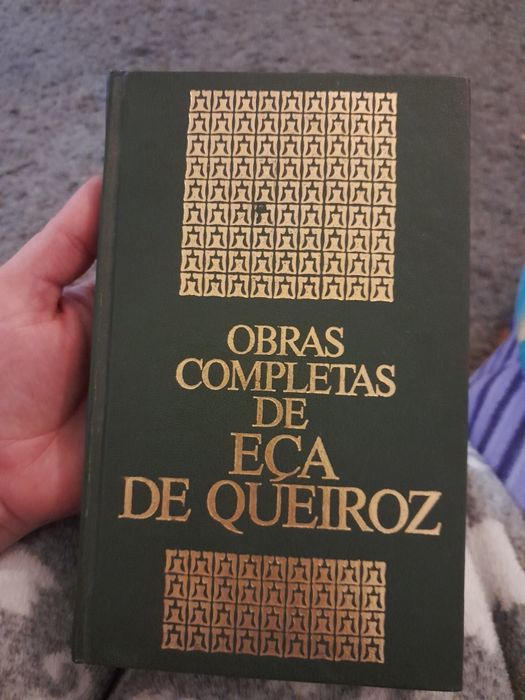 OBRAS
COMPLETAS
DE
EÇA
DE QUEIROZ